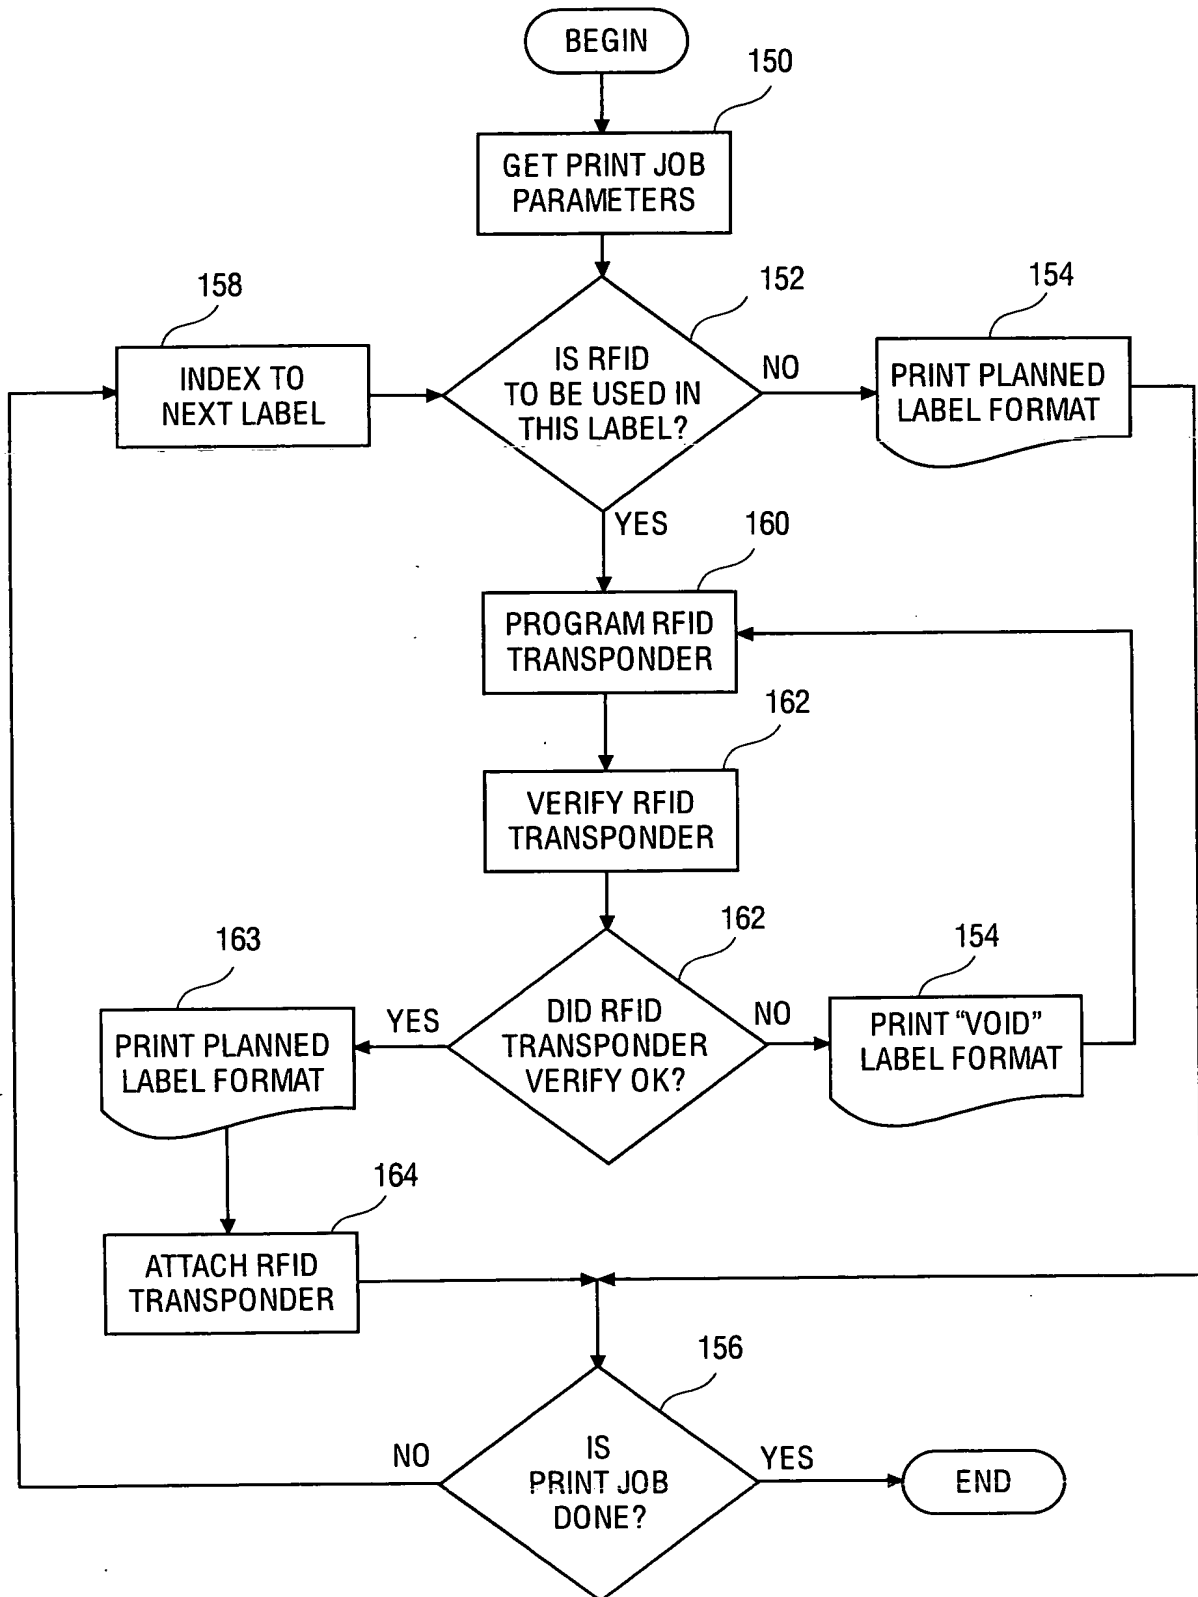 BEGIN
150
GET PRINT JOB
PARAMETERS
158
152
154
INDEX TO
NEXT LABEL
IS RFID
TO BE USED IN
THIS LABEL?
NO
PRINT PLANNED
LABEL FORMAT
YES
160
PROGRAM RFID
TRANSPONDER
162
VERIFY RFID
TRANSPONDER
163
162
154
YES
DID RFID
TRANSPONDER
VERIFY OK?
NO
PRINT “VOID”
LABEL FORMAT
PRINT PLANNED
LABEL FORMAT
164
ATTACH RFID
TRANSPONDER
156
NO
IS
PRINT JOB
DONE?
YES
END